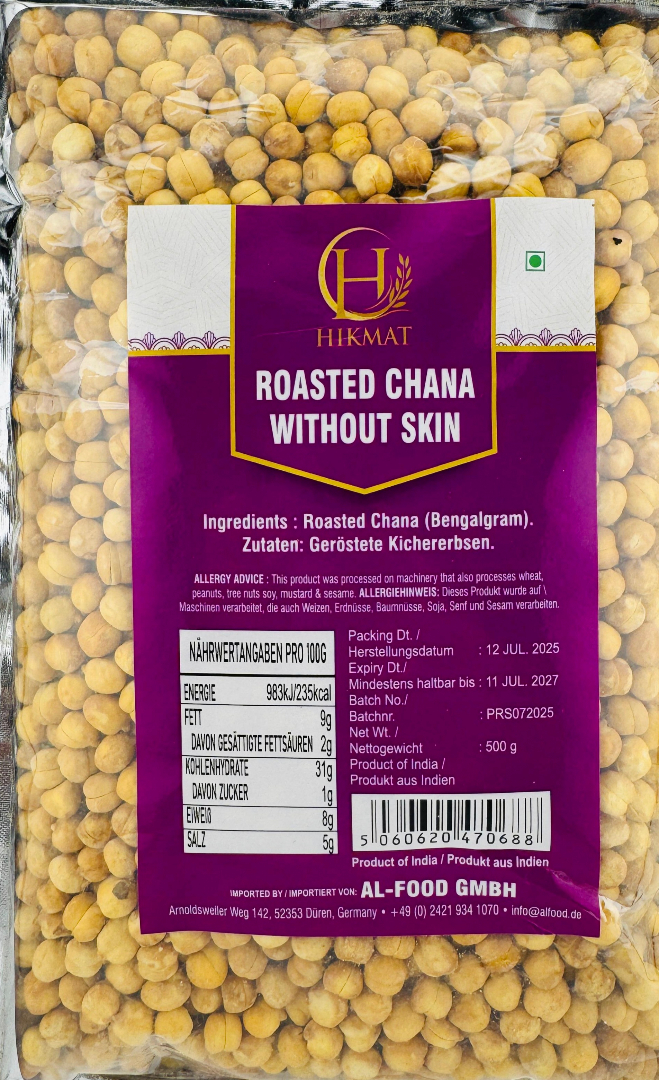 HIKMAT
ROASTED CHANA
WITHOUT SKIN
Ingredients : Roasted Chana (Bengalgram).
Zutaten: Geröstete Kichererbsen.
ALLERGY ADVICE : This product was processed on machinery that also processes wheat,
peanuts, tree nuts soy, mustard & sesame. ALLERGIEHINWEIS: Dieses Produkt wurde auf \
Maschinen verarbeitet, die auch Weizen, Erdnüsse, Baumnüsse, Soja, Senf und Sesam verarbeiten.
NÄHRWERTANGABEN PRO 100G
ENERGIE 983kJ/235kcal
FETT 9g
DAVON GESÄTTIGTE FETTSÄUREN 2g
KOHLENHYDRATE 31g
DAVON ZUCKER 1g
EIWEIß 8g
SALZ 5g
Packing Dt. /
Herstellungsdatum : 12 JUL. 2025
Expiry Dt./
Mindestens haltbar bis : 11 JUL. 2027
Batch No./
Batchnr. : PRS072025
Net Wt. /
Nettogewicht : 500 g
Product of India /
Produkt aus Indien
5 060620 470688
Product of India / Produkt aus Indien
IMPORTED BY / IMPORTIERT VON: AL-FOOD GMBH
Arnoldsweiler Weg 142, 52353 Düren, Germany • +49 (0) 2421 934 1070 • info@alfood.de